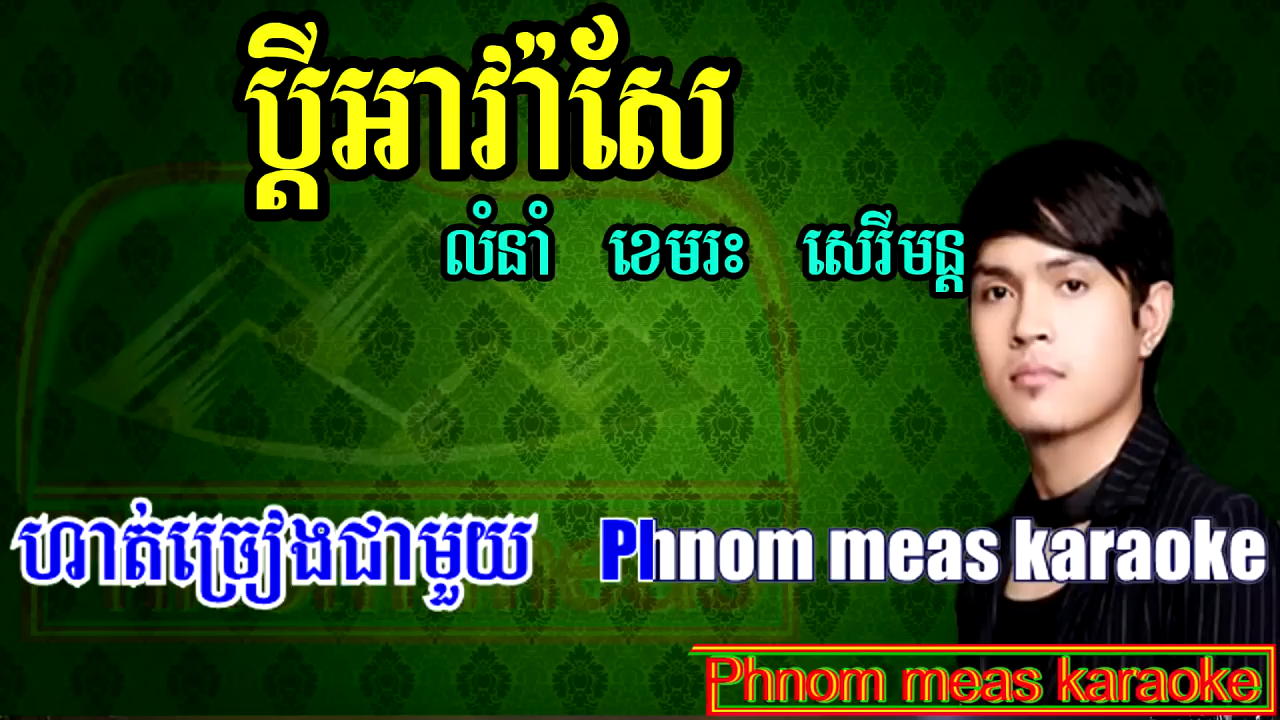 ប្តីអាវ៉ាសែ
លំនាំ ខេមរះ សេរីមន្ត
ហាត់ច្រៀងជាមួយ Phnom meas karaoke
Phnom meas karaoke